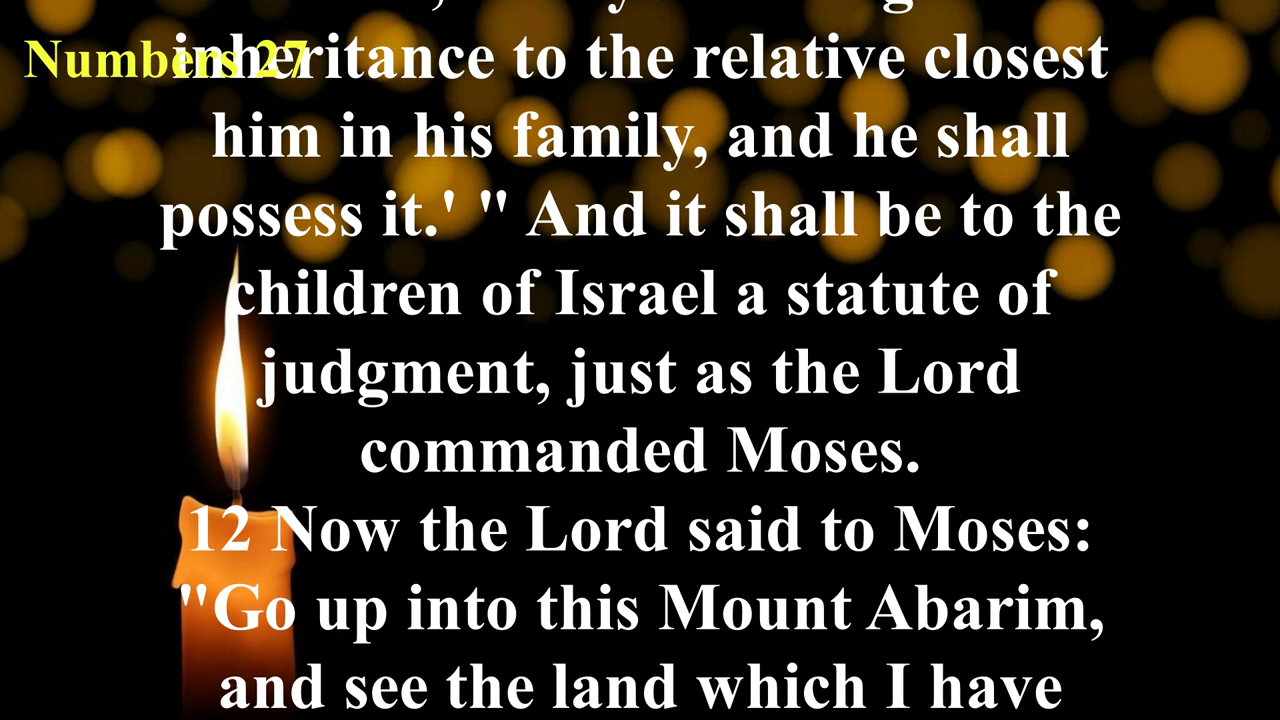 Numbers 27
inheritance to the relative closest
him in his family, and he shall
possess it.' " And it shall be to the
children of Israel a statute of
judgment, just as the Lord
commanded Moses.
12 Now the Lord said to Moses:
"Go up into this Mount Abarim,
and see the land which I have